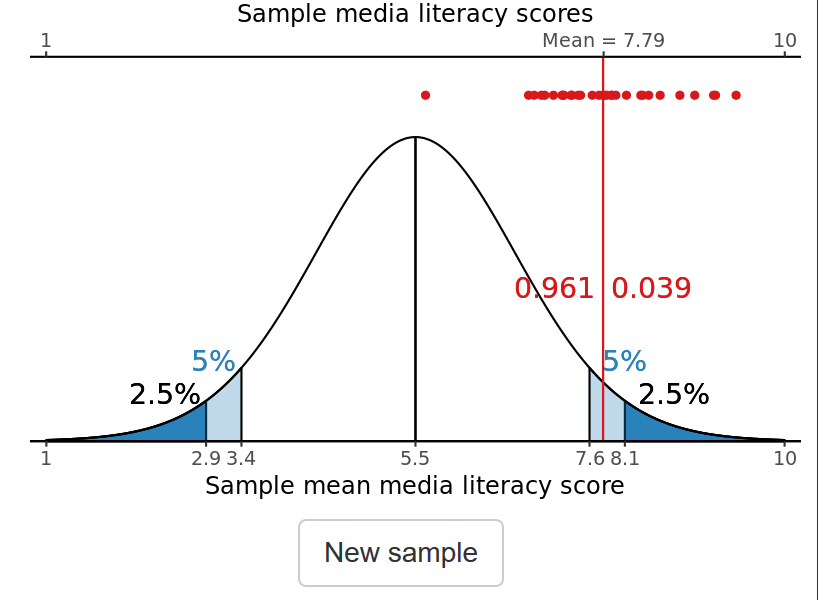 Sample media literacy scores
1 Mean = 7.79 10
0.961 0.039
5% 5%
2.5% 2.5%
1 2.9 3.4 5.5 7.6 8.1 10
Sample mean media literacy score
New sample